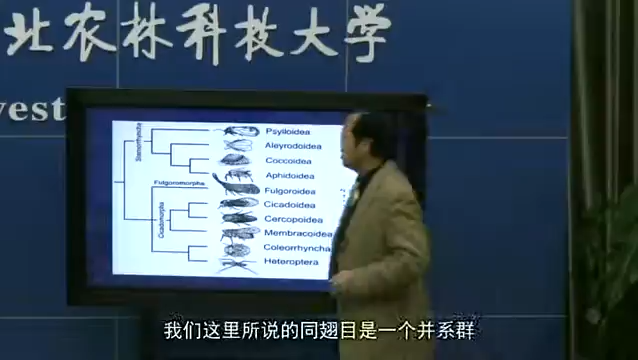 北农林科技大学
vest
Psylloidea
Aleyrodoidea
Coccoidea
Aphidoidea
Fulgoroidea
Cicadoidea
Cercopoidea
Membracoidea
Coleorrhyncha
Heteroptera
Sternorrhyncha
Fulgoromorpha
Cicadomorpha
我们这里所说的同翅目是一个并系群